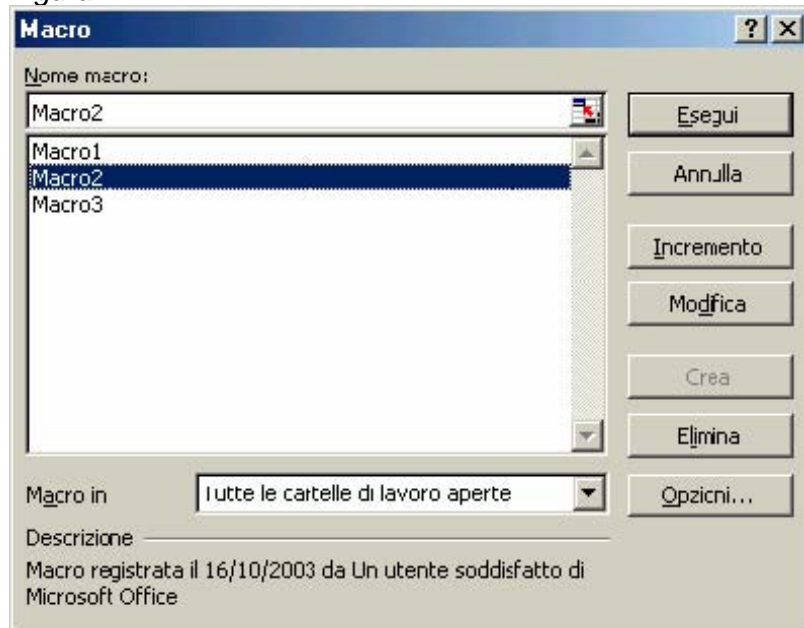 Macro
Nome macro:
Macro2
Esegui
Macro1
Macro2
Macro3
Annulla
Incremento
Modifica
Crea
Elimina
Macro in
Tutte le cartelle di lavoro aperte
Opzioni...
Descrizione
Macro registrata il 16/10/2003 da Un utente soddisfatto di
Microsoft Office